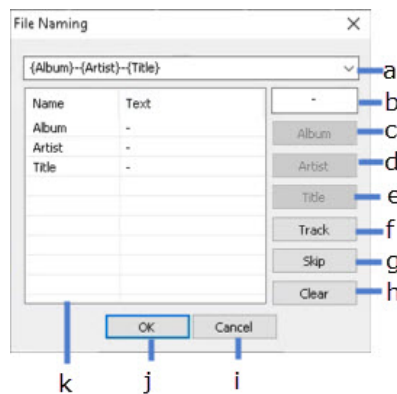 File Naming
{Album}-{Artist}-{Title}
a
Name Text
-
b
Album -
Album
c
Artist -
Artist
d
Title -
Title
e
Track
f
Skip
g
Clear
h
OK
Cancel
k
j
i